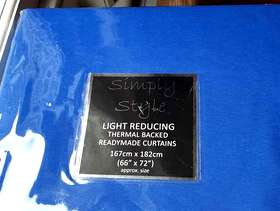 Simply
Style
LIGHT REDUCING
THERMAL BACKED
READYMADE CURTAINS
167cm x 182cm
(66" x 72")
approx. size